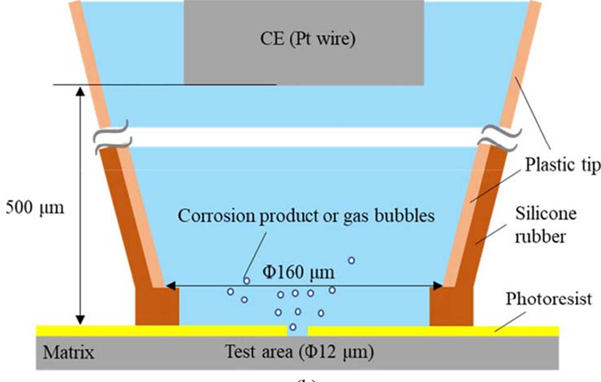 CE (Pt wire)
Plastic tip
500 μm
Corrosion product or gas bubbles
Silicone
rubber
Φ160 μm
Photoresist
Matrix
Test area (Φ12 μm)